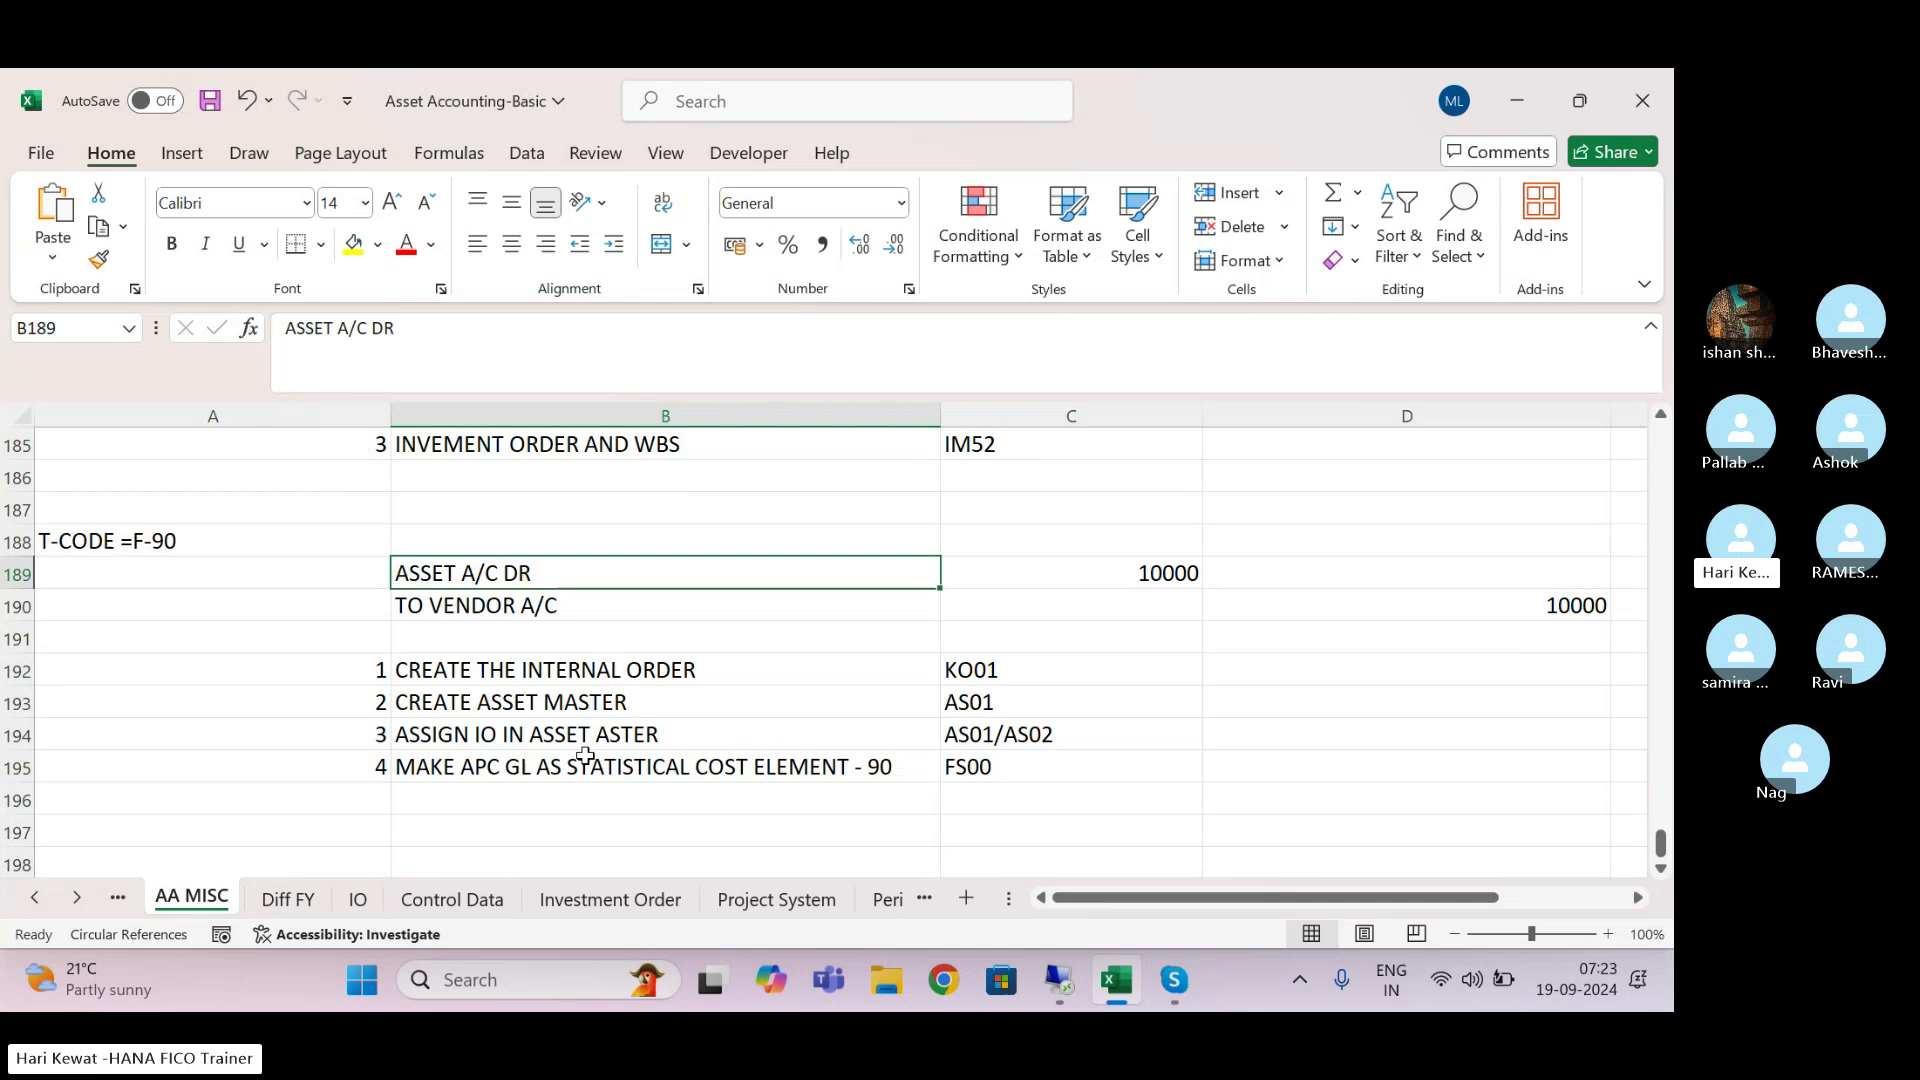 AutoSave Off Asset Accounting-Basic Search ML
File Home Insert Draw Page Layout Formulas Data Review View Developer Help Comments Share
Paste
Clipboard
Calibri 14
B I U A
Font
ab
Alignment
General
% 9 .00
Number
Conditional Formatting
Format as Table
Cell Styles
Styles
Insert
Delete
Format
Cells
Sort & Filter
Find & Select
Editing
Add-ins
Add-ins
B189 fx ASSET A/C DR
A B C D
185 3 INVEMENT ORDER AND WBS IM52
186
187
188 T-CODE =F-90
189 ASSET A/C DR 10000
190 TO VENDOR A/C 10000
191
192 1 CREATE THE INTERNAL ORDER KO01
193 2 CREATE ASSET MASTER AS01
194 3 ASSIGN IO IN ASSET ASTER AS01/AS02
195 4 MAKE APC GL AS STATISTICAL COST ELEMENT - 90 FS00
196
197
198
AA MISC Diff FY IO Control Data Investment Order Project System Peri
Ready Circular References Accessibility: Investigate 100%
21°C
Partly sunny
Search
ENG
IN
07:23
19-09-2024
ishan sh...
Bhavesh...
Pallab ...
Ashok
Hari Ke...
RAMES...
samira ...
Ravi
Nag
Hari Kewat -HANA FICO Trainer